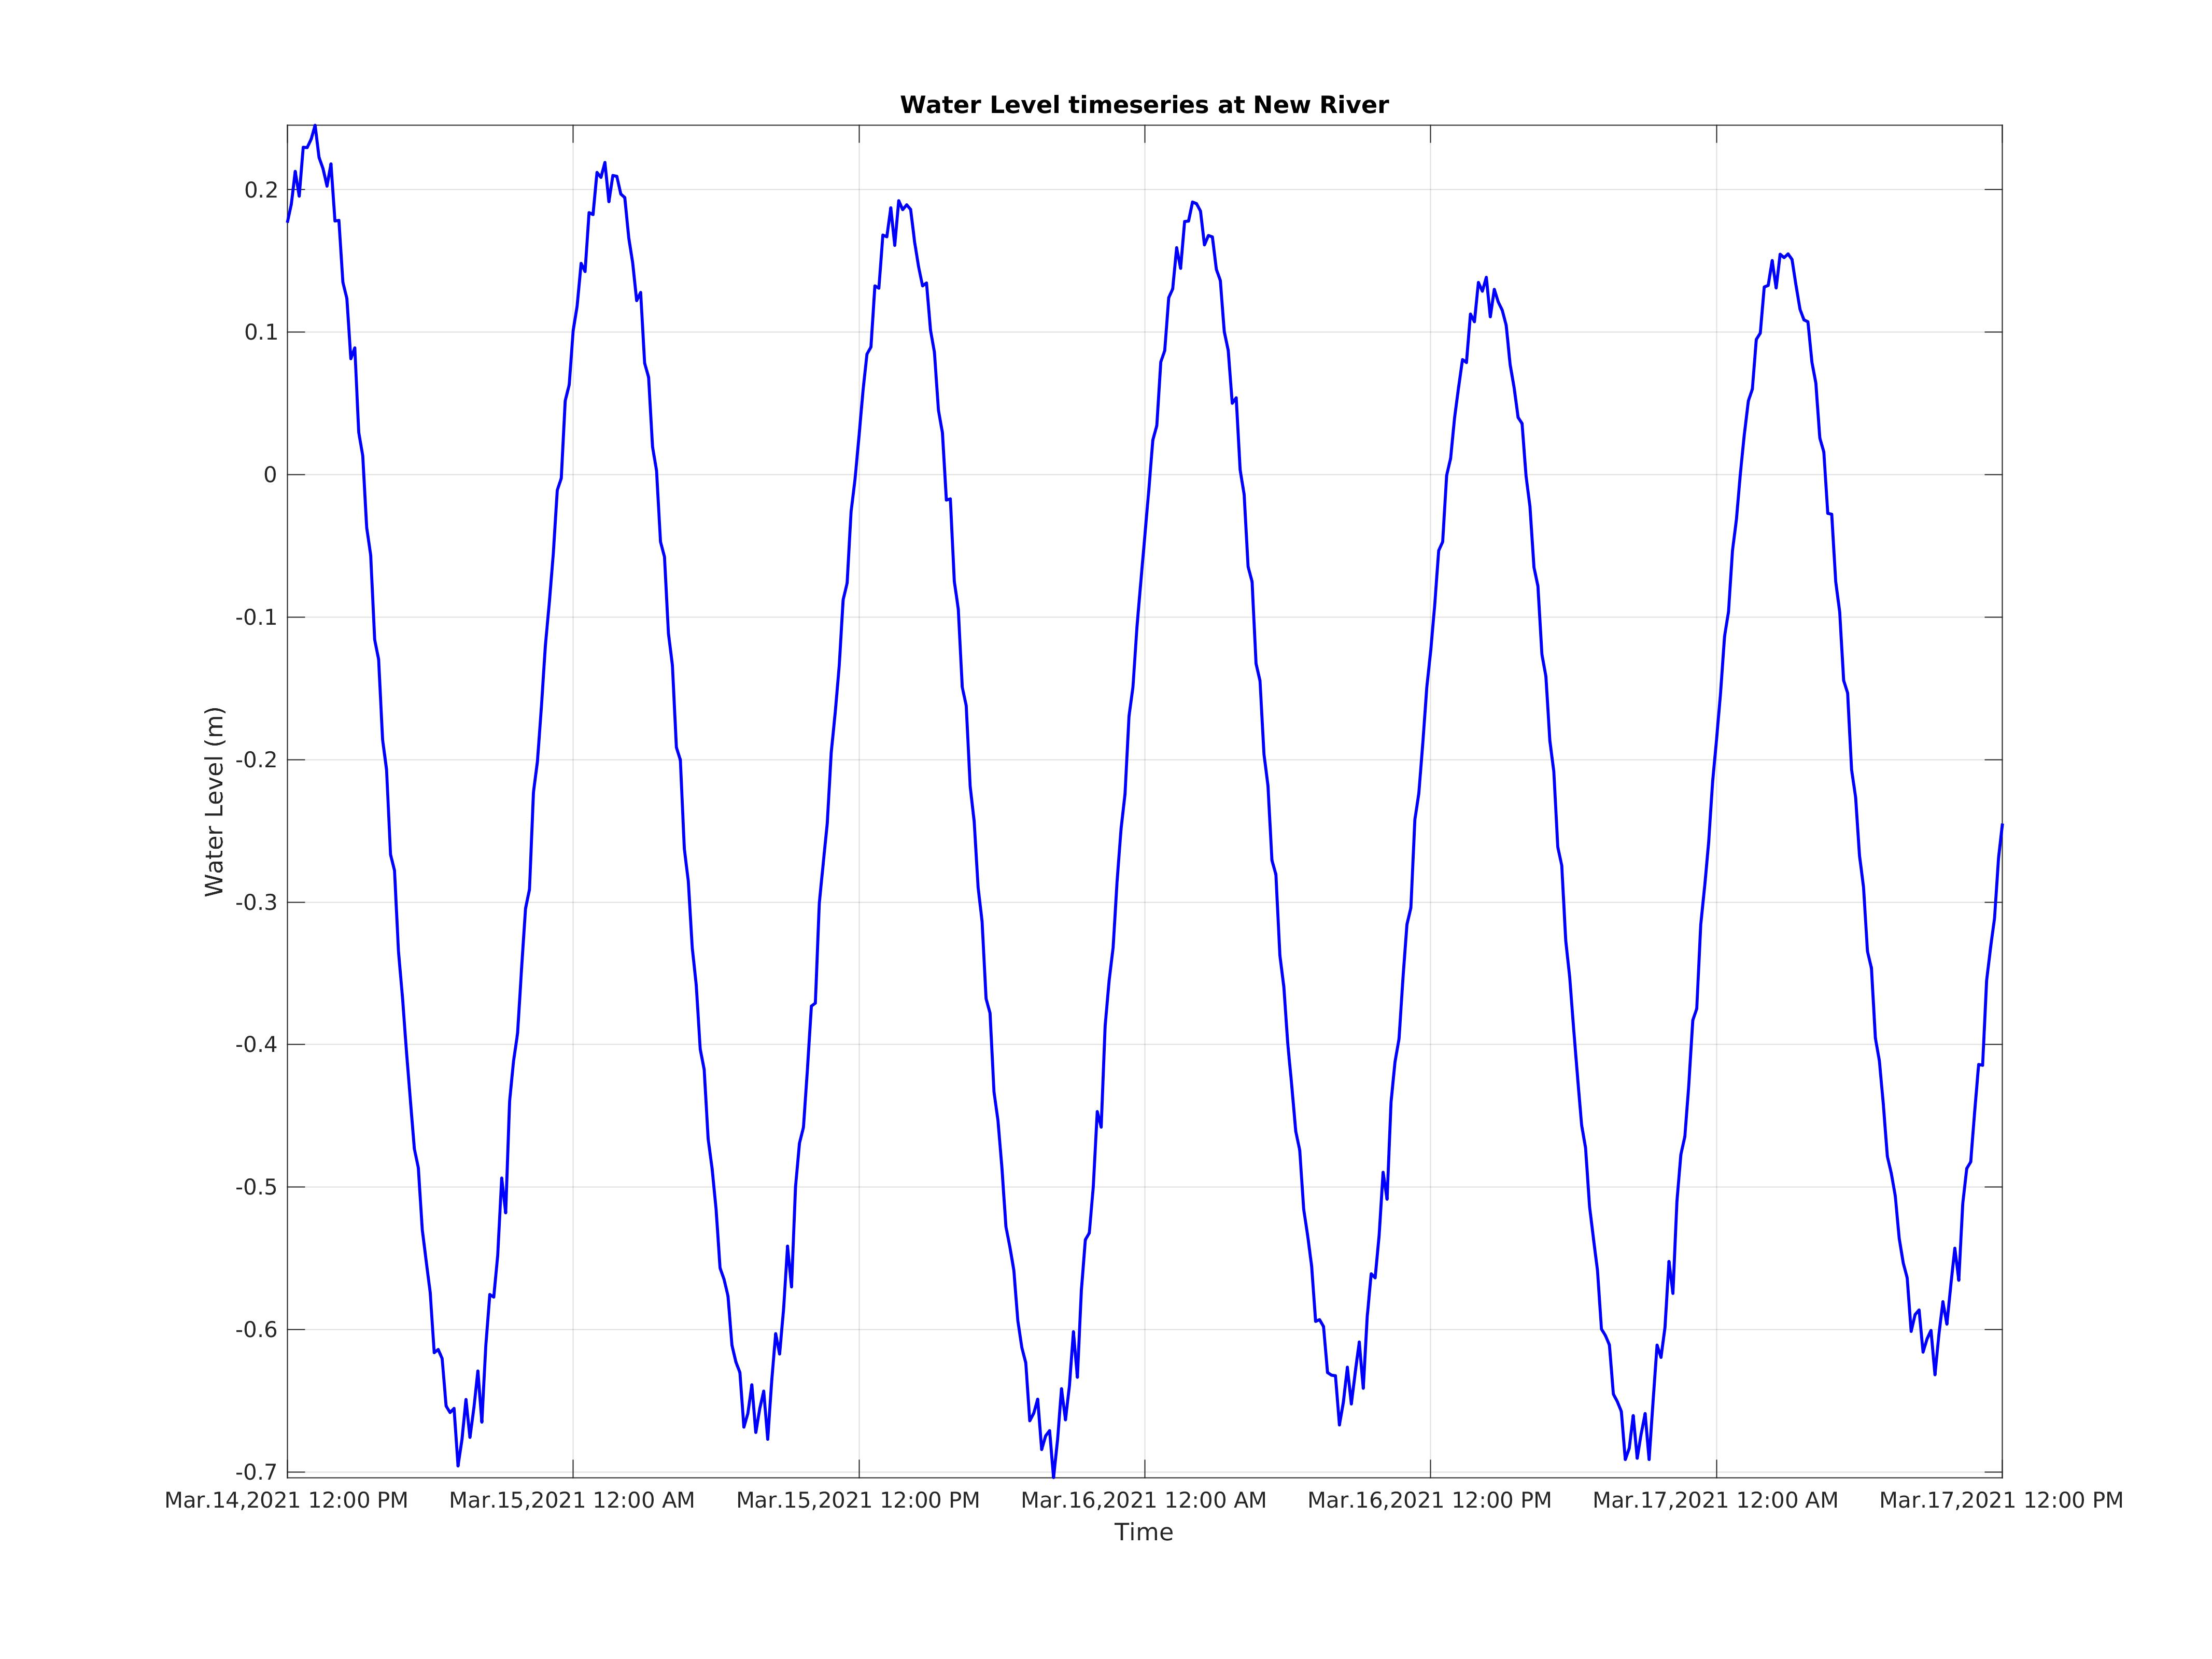 Water Level timeseries at New River
0.2
0.1
0
-0.1
-0.2
-0.3
-0.4
-0.5
-0.6
-0.7
Water Level (m)
Mar.14,2021 12:00 PM Mar.15,2021 12:00 AM Mar.15,2021 12:00 PM Mar.16,2021 12:00 AM Mar.16,2021 12:00 PM Mar.17,2021 12:00 AM Mar.17,2021 12:00 PM
Time